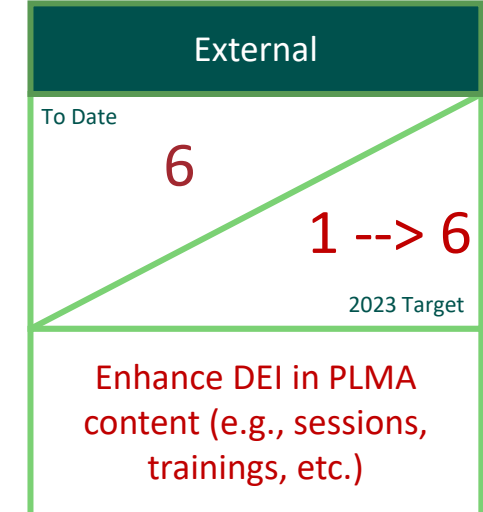 External
To Date
6
1 --> 6
2023 Target
Enhance DEI in PLMA
content (e.g., sessions,
trainings, etc.)